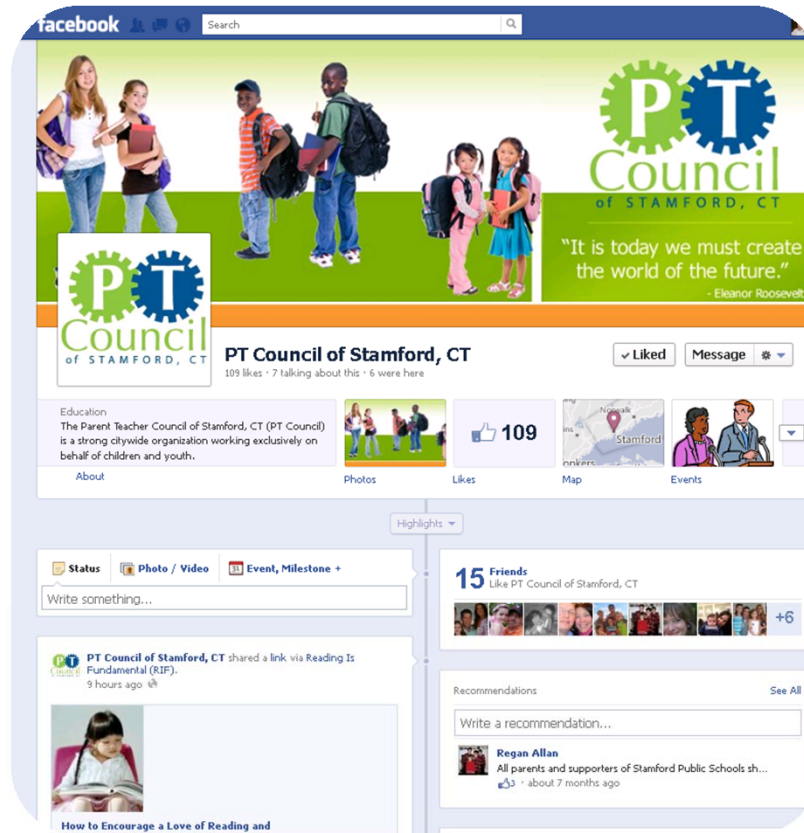 facebook
Search
PT
Council
of STAMFORD, CT
"It is today we must create
the world of the future."
- Eleanor Roosevelt
PT
Council
of STAMFORD, CT
PT Council of Stamford, CT
109 likes · 7 talking about this · 6 were here
Liked
Message
Education
The Parent Teacher Council of Stamford, CT (PT Council)
is a strong citywide organization working exclusively on
behalf of children and youth.
About
Photos
109
Likes
Norwalk
Stamford
Map
Events
Highlights
Status
Photo / Video
31
Event, Milestone +
Write something...
15 Friends
Like PT Council of Stamford, CT
+6
PT Council of Stamford, CT shared a link via Reading Is
Fundamental (RIF).
9 hours ago
How to Encourage a Love of Reading and
Recommendations
See All
Write a recommendation...
Regan Allan
All parents and supporters of Stamford Public Schools sh...
3 · about 7 months ago